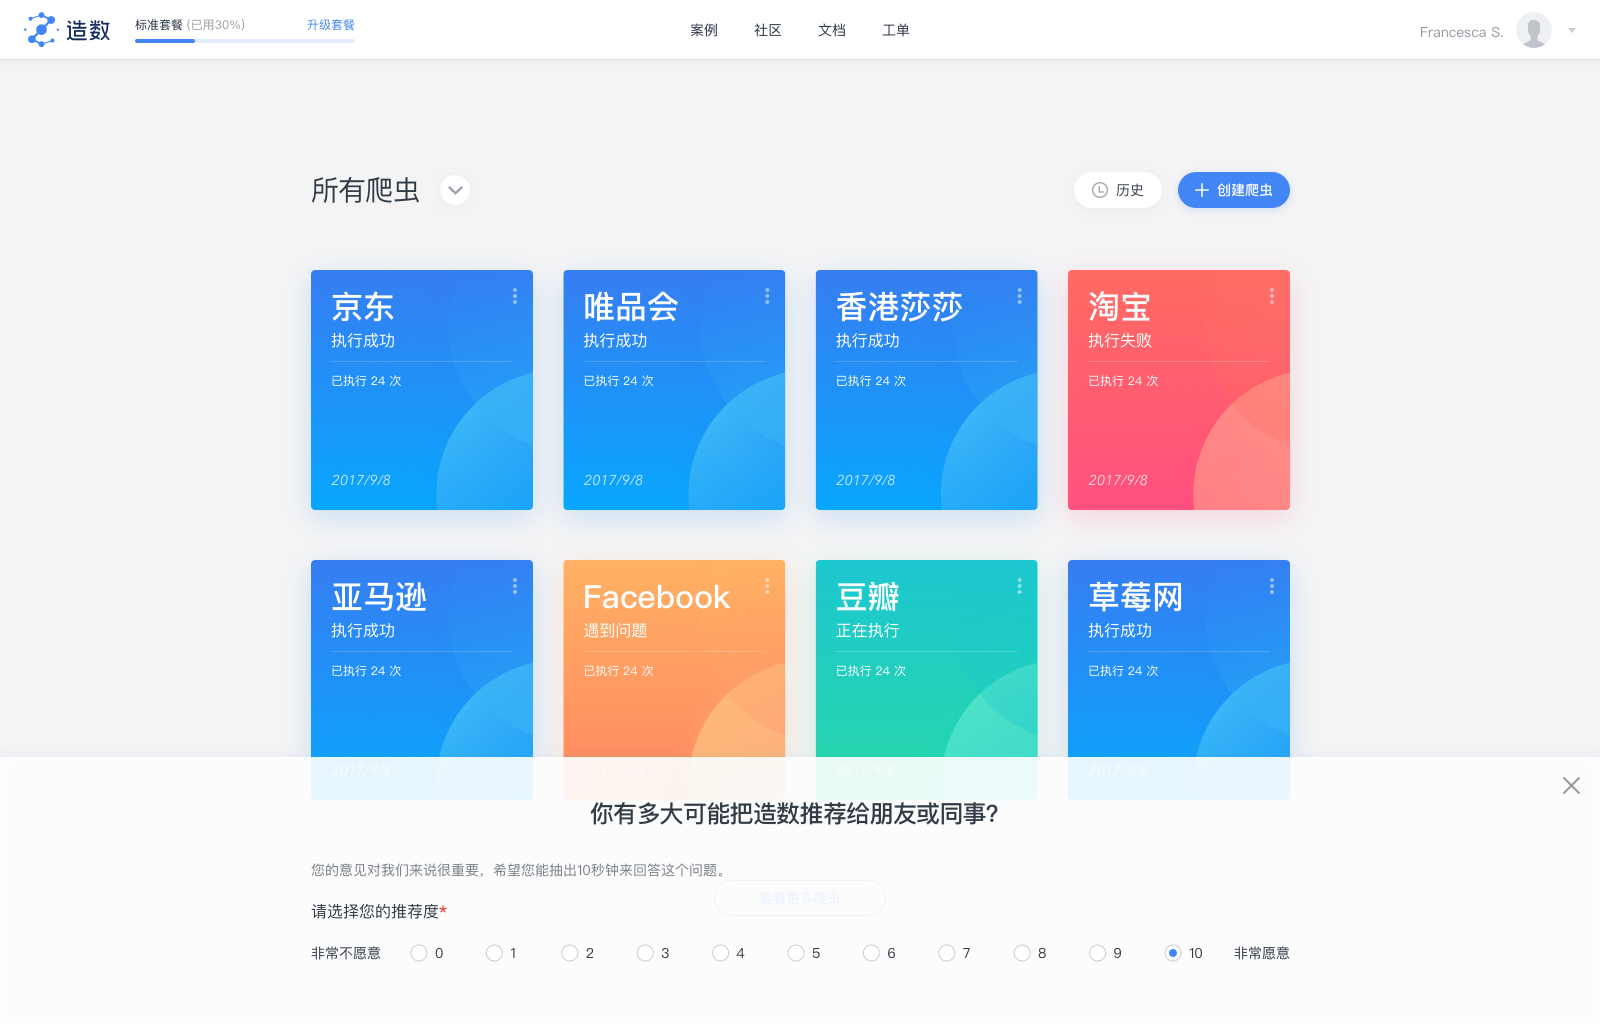 造数
标准套餐 (已用30%)
升级套餐
案例
社区
文档
工单
Francesca S.
所有爬虫
历史
创建爬虫
京东
执行成功
已执行 24 次
2017/9/8
唯品会
执行成功
已执行 24 次
2017/9/8
香港莎莎
执行成功
已执行 24 次
2017/9/8
淘宝
执行失败
已执行 24 次
2017/9/8
亚马逊
执行成功
已执行 24 次
2017/9/8
Facebook
遇到问题
已执行 24 次
2017/9/8
豆瓣
正在执行
已执行 24 次
2017/9/8
草莓网
执行成功
已执行 24 次
2017/9/8
你有多大可能把造数推荐给朋友或同事?
您的意见对我们来说很重要，希望您能抽出10秒钟来回答这个问题。
查看更多爬虫
请选择您的推荐度*
非常不愿意 0 1 2 3 4 5 6 7 8 9 10 非常愿意